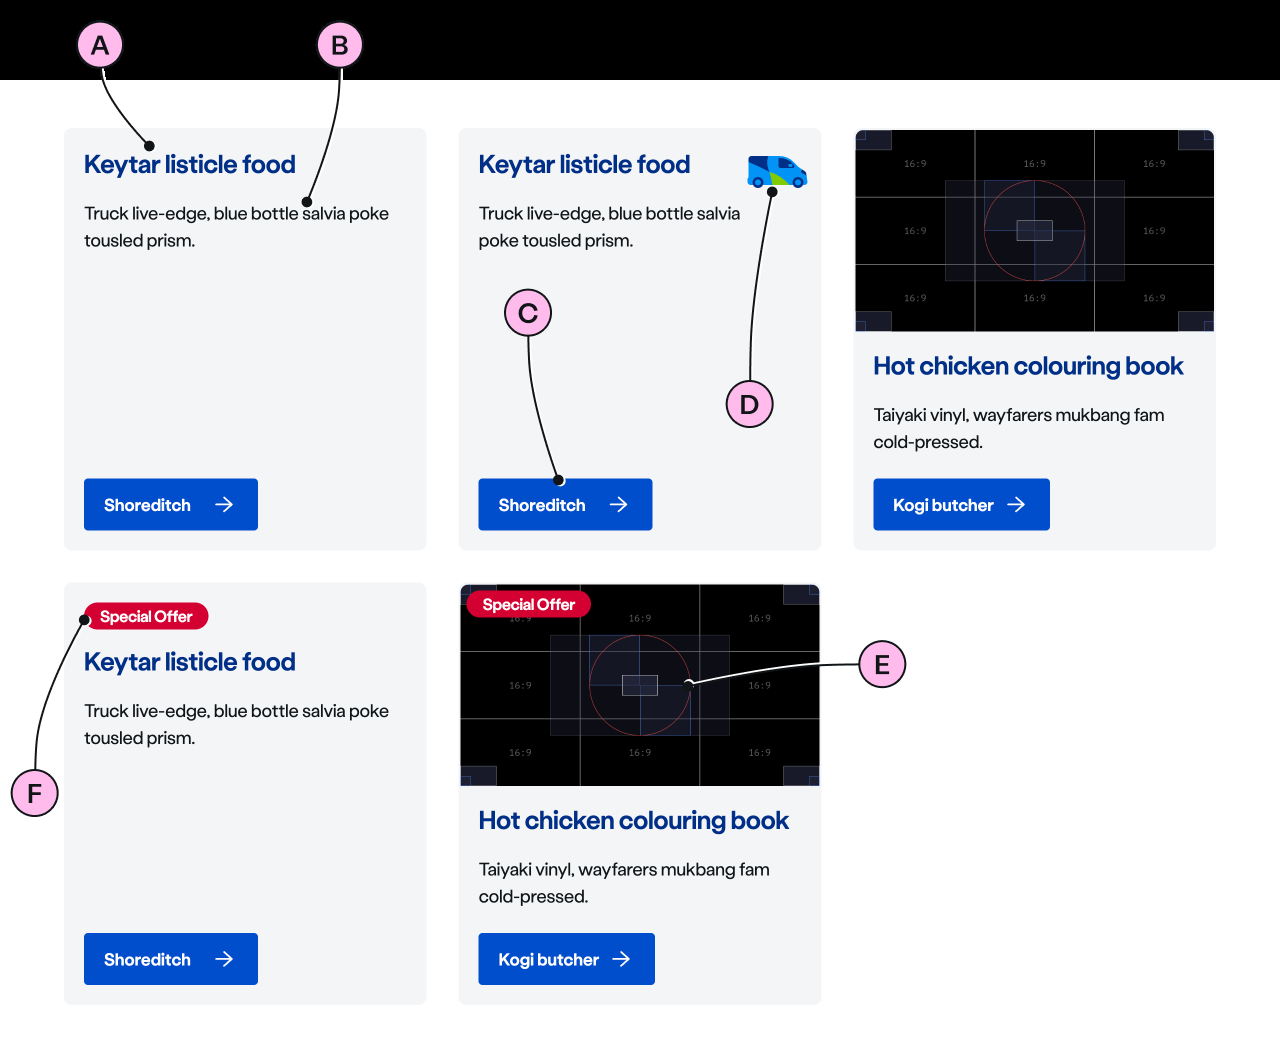 A
B
Keytar listicle food
Truck live-edge, blue bottle salvia poke
tousled prism.
Shoreditch
Keytar listicle food
Truck live-edge, blue bottle salvia
poke tousled prism.
C
D
Shoreditch
16:9 16:9 16:9
16:9 16:9
16:9 16:9 16:9
Hot chicken colouring book
Taiyaki vinyl, wayfarers mukbang fam
cold-pressed.
Kogi butcher
Special Offer
Keytar listicle food
Truck live-edge, blue bottle salvia poke
tousled prism.
F
Shoreditch
Special Offer
16:9 16:9 16:9
16:9 16:9
16:9 16:9 16:9
E
Hot chicken colouring book
Taiyaki vinyl, wayfarers mukbang fam
cold-pressed.
Kogi butcher